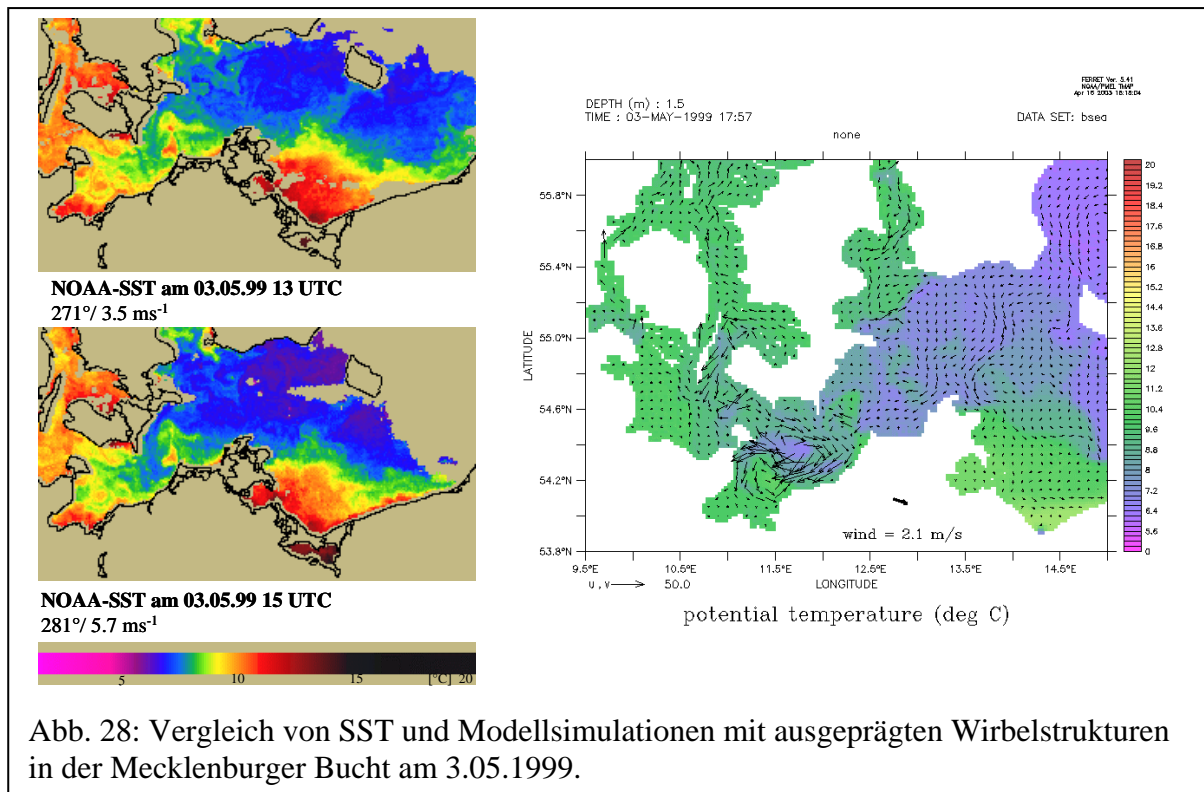 NOAA-SST am 03.05.99 13 UTC
271°/ 3.5 ms-1
NOAA-SST am 03.05.99 15 UTC
281°/ 5.7 ms-1
5 10 15 [°C] 20
FERRET Ver. 5.41
NOAA/PMEL TMAP
Apr 16 2003 18:18:04
DEPTH (m) : 1.5
TIME : 03-MAY-1999 17:57
DATA SET: bsea
none
LATITUDE
55.8°N
55.4°N
55.0°N
54.6°N
54.2°N
53.8°N
wind = 2.1 m/s
9.5°E 10.5°E 11.5°E 12.5°E 13.5°E 14.5°E
U,V 50.0
LONGITUDE
potential temperature (deg C)
20
19.2
18.4
17.6
16.8
16
15.2
14.4
13.6
12.8
12
11.2
10.4
9.6
8.8
8
7.2
6.4
5.6
0
Abb. 28: Vergleich von SST und Modellsimulationen mit ausgeprägten Wirbelstrukturen
in der Mecklenburger Bucht am 3.05.1999.